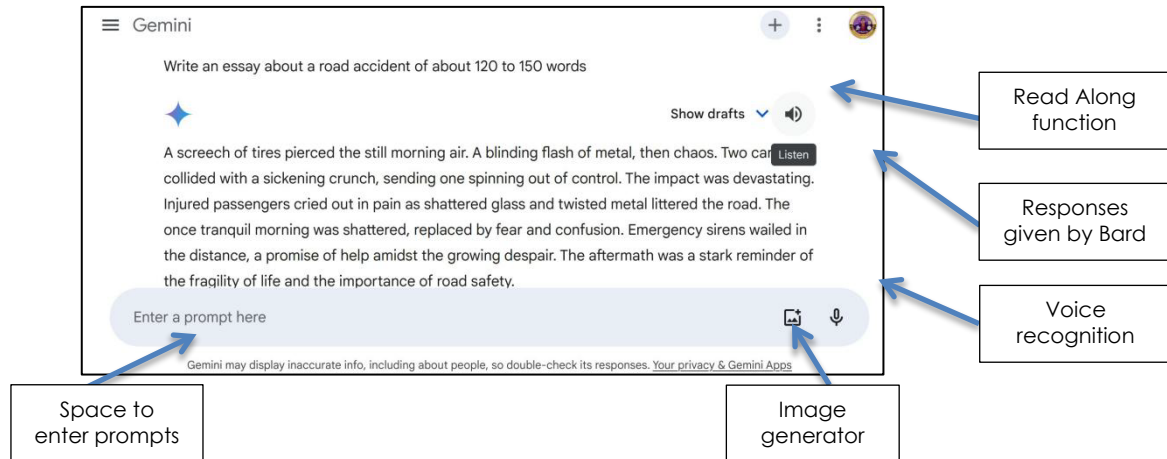 Gemini
Write an essay about a road accident of about 120 to 150 words
Show drafts
Listen
A screech of tires pierced the still morning air. A blinding flash of metal, then chaos. Two
collided with a sickening crunch, sending one spinning out of control. The impact was devastating.
Injured passengers cried out in pain as shattered glass and twisted metal littered the road. The
once tranquil morning was shattered, replaced by fear and confusion. Emergency sirens wailed in
the distance, a promise of help amidst the growing despair. The aftermath was a stark reminder of
the fragility of life and the importance of road safety.
Enter a prompt here
Gemini may display inaccurate info, including about people, so double-check its responses. Your privacy & Gemini Apps
Read Along
function
Responses
given by Bard
Voice
recognition
Space to
enter prompts
Image
generator